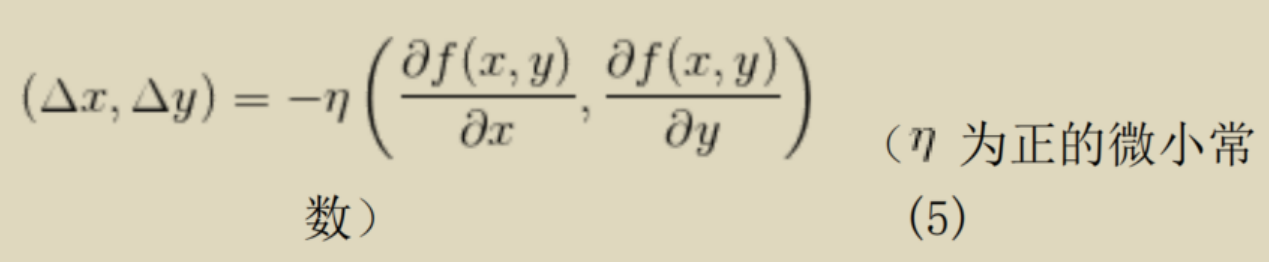 (Δx, Δy) = −η (∂f(x, y)/∂x, ∂f(x, y)/∂y) （η 为正的微小常
数） (5)